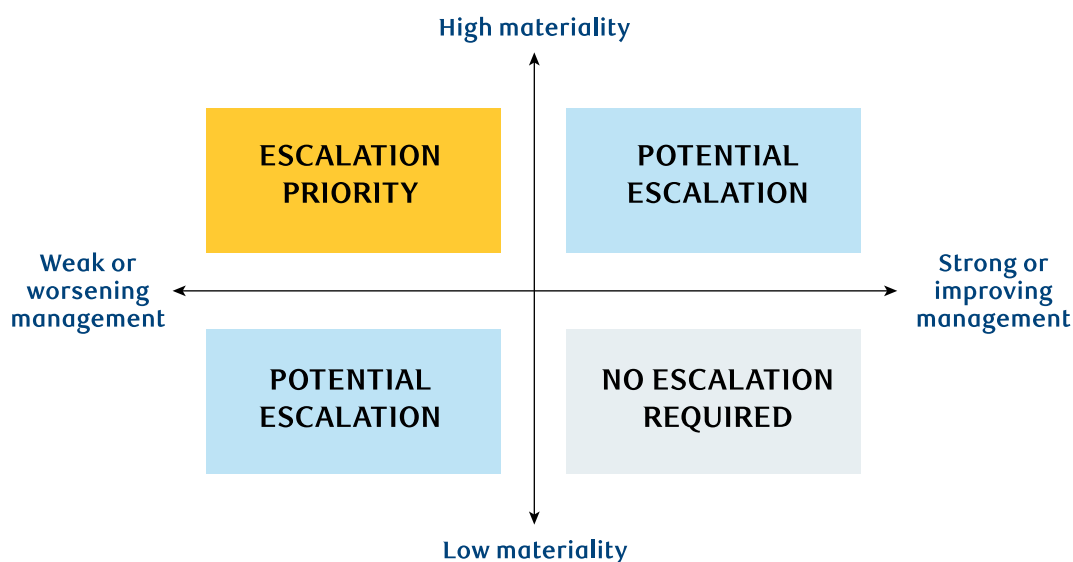 High materiality
ESCALATION
PRIORITY
POTENTIAL
ESCALATION
Weak or
worsening
management
Strong or
improving
management
POTENTIAL
ESCALATION
NO ESCALATION
REQUIRED
Low materiality